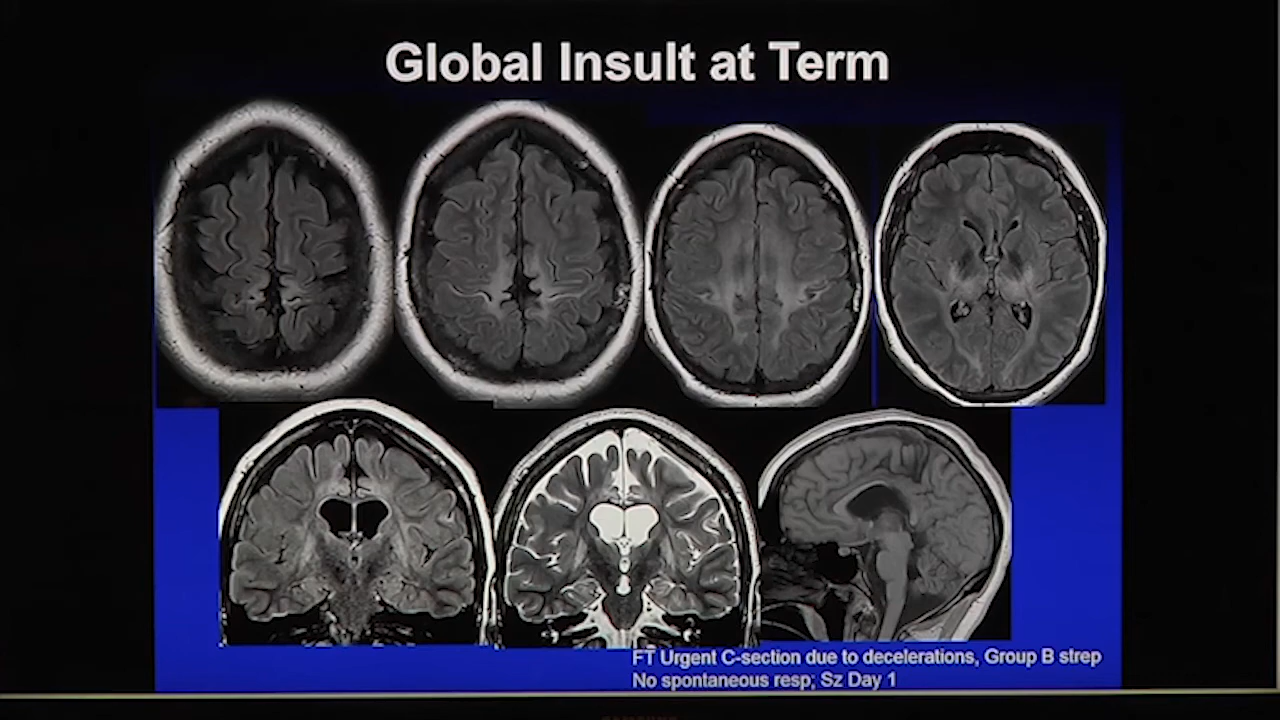 Global Insult at Term
FT Urgent C-section due to decelerations, Group B strep
No spontaneous resp; Sz Day 1